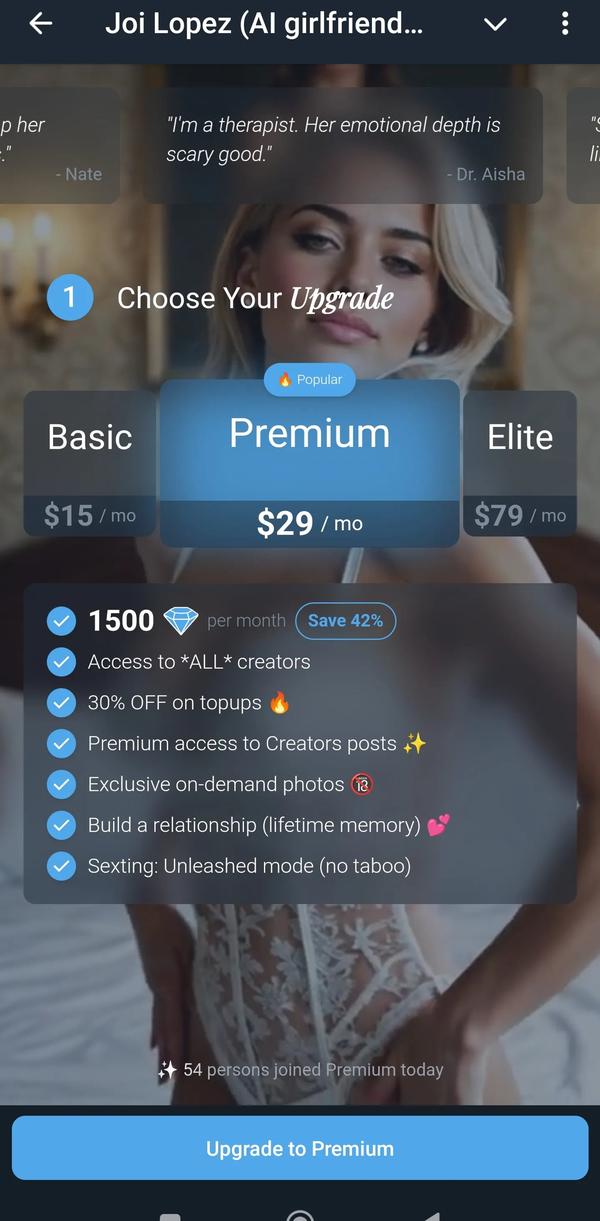 Joi Lopez (AI girlfriend...
p her
."
- Nate
"I'm a therapist. Her emotional depth is
scary good."
- Dr. Aisha
"S
li
1 Choose Your Upgrade
🔥 Popular
Basic
Premium
Elite
$15 / mo
$29 / mo
$79 / mo
1500 💎 per month Save 42%
Access to *ALL* creators
30% OFF on topups 🔥
Premium access to Creators posts ✨
Exclusive on-demand photos 🔞
Build a relationship (lifetime memory) 💕
Sexting: Unleashed mode (no taboo)
✨ 54 persons joined Premium today
Upgrade to Premium